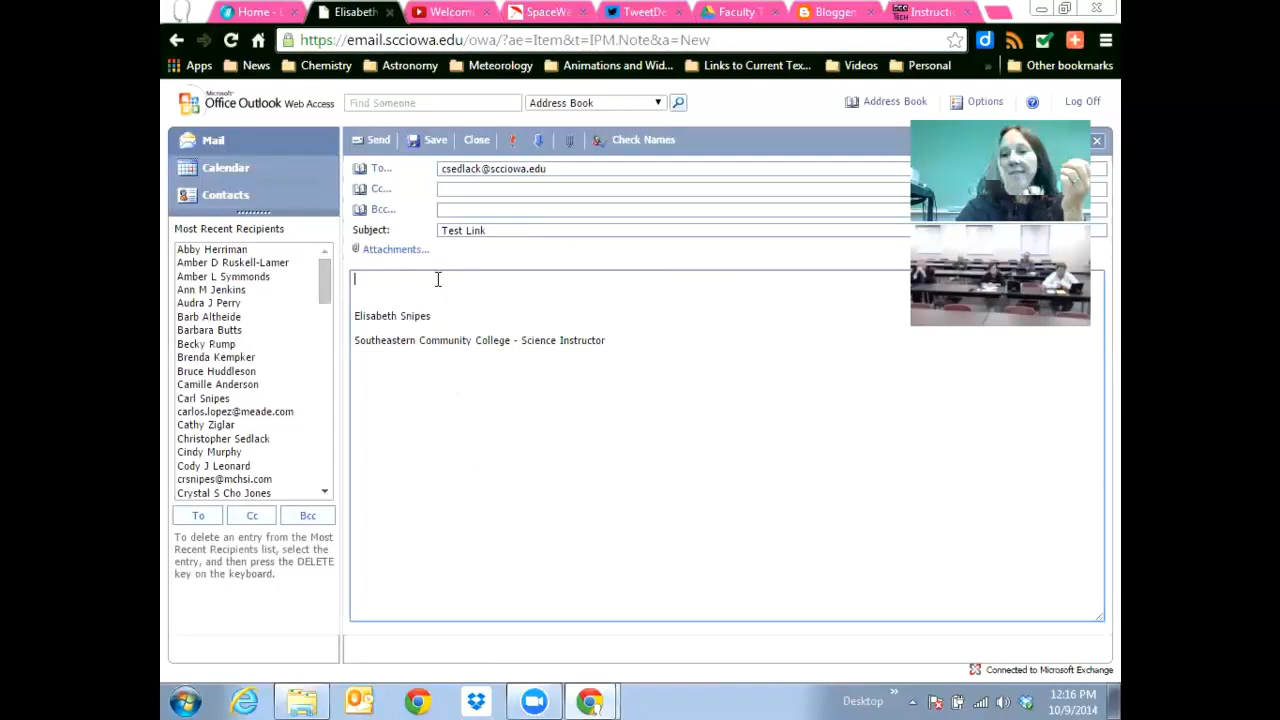 Home - L
Elisabeth
Welcom
SpaceWe
TweetDe
Faculty T
Blogger:
Instructi
https://email.scciowa.edu/owa/?ae=Item&t=IPM.Note&a=New
Apps News Chemistry Astronomy Meteorology Animations and Wid... Links to Current Tex... Videos Personal » Other bookmarks
Microsoft®
Office Outlook Web Access
Find Someone
Address Book
Address Book
Options
Log Off
Mail
Calendar
Contacts
Send Save Close Check Names
To... csedlack@scciowa.edu
Cc...
Bcc...
Subject: Test Link
Attachments...
Most Recent Recipients
Abby Herriman
Amber D Ruskell-Lamer
Amber L Symmonds
Ann M Jenkins
Audra J Perry
Barb Altheide
Barbara Butts
Becky Rump
Brenda Kempker
Bruce Huddleson
Camille Anderson
Carl Snipes
carlos.lopez@meade.com
Cathy Ziglar
Christopher Sedlack
Cindy Murphy
Cody J Leonard
crsnipes@mchsi.com
Crystal S Cho Jones
To Cc Bcc
To delete an entry from the Most
Recent Recipients list, select the
entry, and then press the DELETE
key on the keyboard.
Elisabeth Snipes
Southeastern Community College - Science Instructor
Connected to Microsoft Exchange
Desktop »
12:16 PM
10/9/2014